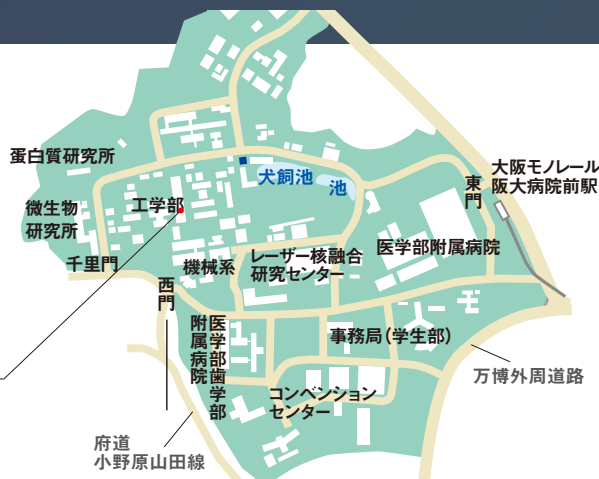 蛋白質研究所
犬飼池
池
大阪モノレール
阪大病院前駅
東門
微生物
研究所
工学部
千里門
機械系
レーザー核融合
研究センター
医学部附属病院
西門
医学部歯学部
附属病院
事務局(学生部)
万博外周道路
コンベンション
センター
府道
小野原山田線